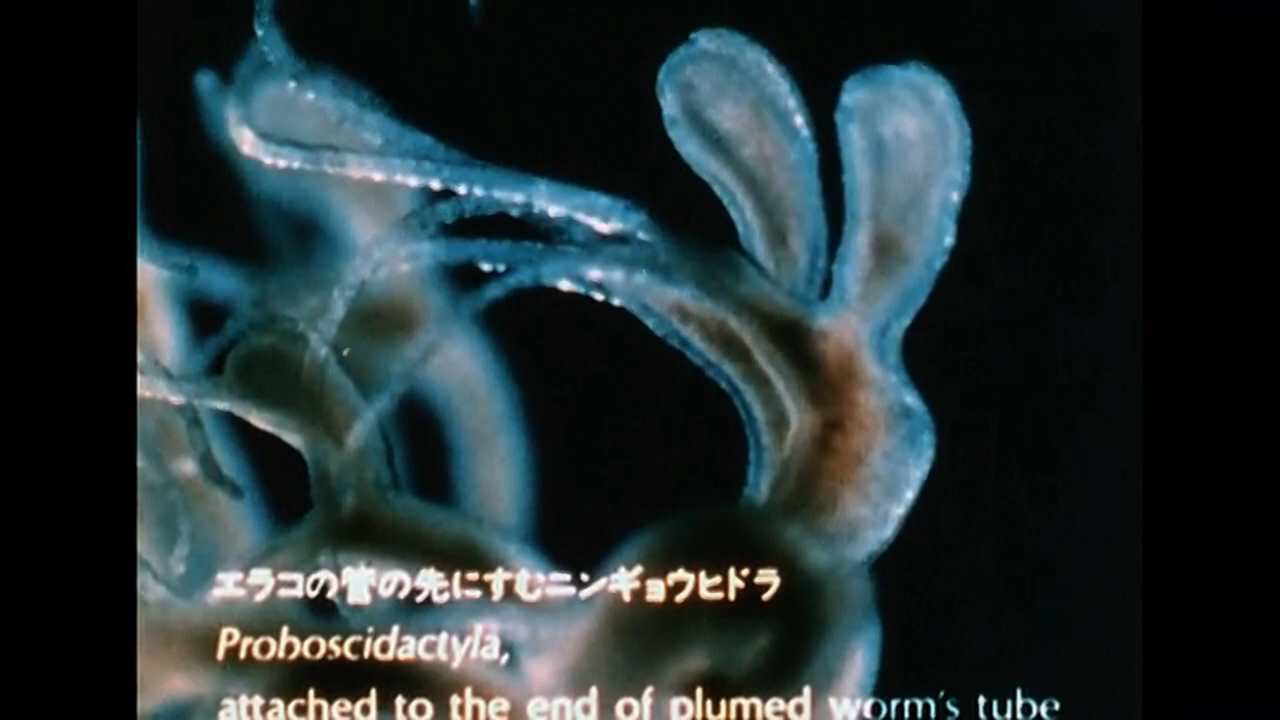 エラコの管の先にすむニンギョウヒドラ
Proboscidactyla,
attached to the end of plumed worm's tube